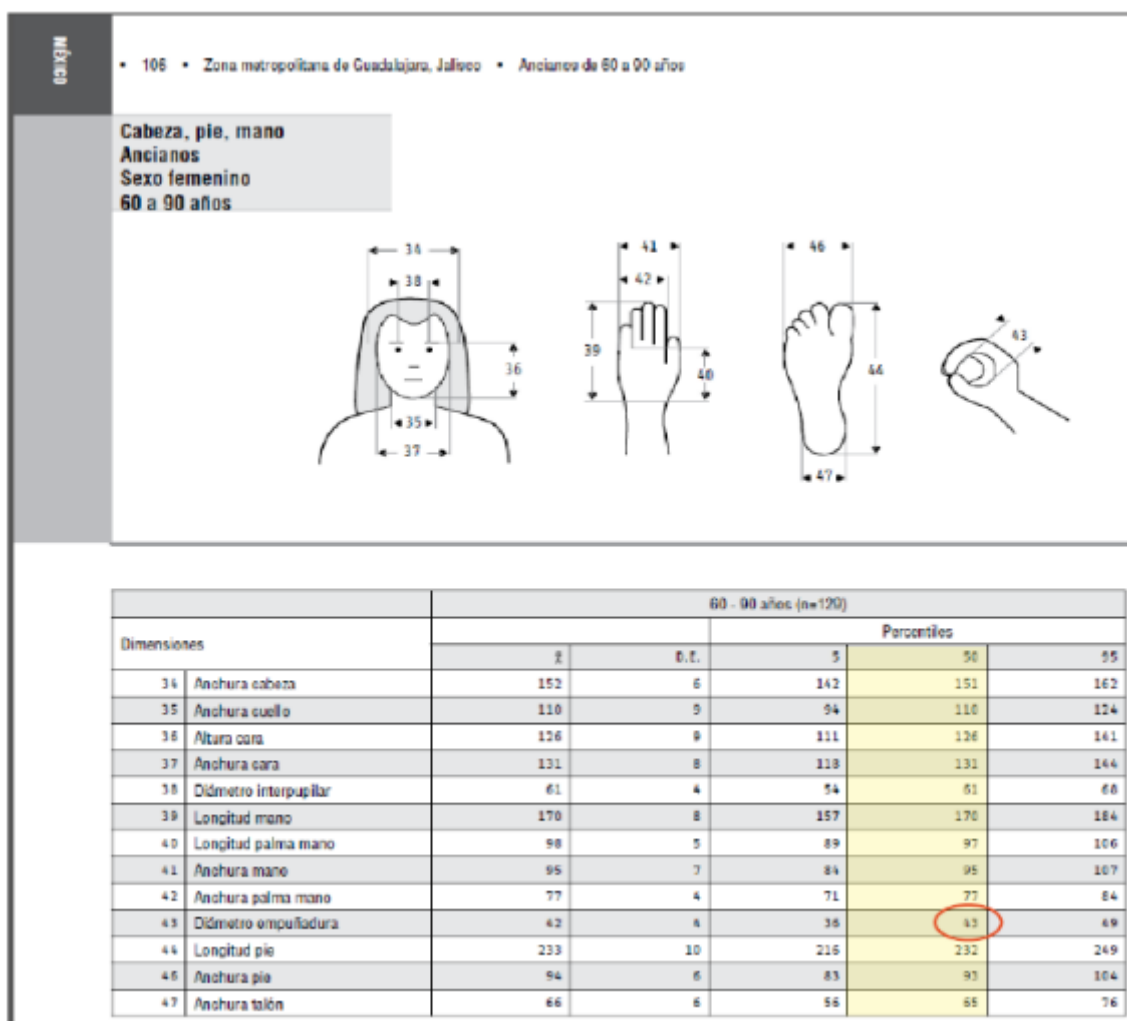 MÉXICO
• 106 • Zona metropolitana de Guadalajara, Jalisco • Ancianos de 60 a 90 años
Cabeza, pie, mano
Ancianos
Sexo femenino
60 a 90 años
34
38
36
35
37
41
42
39
40
46
44
47
43
60 - 90 años (n=129)
Dimensiones
Percentiles
D.E. 5 50 95
34 Anchura cabeza 152 6 142 151 162
35 Anchura cuello 110 9 94 110 124
36 Altura cara 126 9 111 126 141
37 Anchura cara 131 8 118 131 144
38 Diámetro interpupilar 61 4 54 61 68
39 Longitud mano 170 8 157 170 184
40 Longitud palma mano 98 5 89 97 106
41 Anchura mano 95 7 84 95 107
42 Anchura palma mano 77 4 71 77 84
43 Diámetro empuñadura 42 4 36 43 49
44 Longitud pie 233 10 216 232 249
46 Anchura pie 94 6 83 93 104
47 Anchura talón 66 6 56 65 76